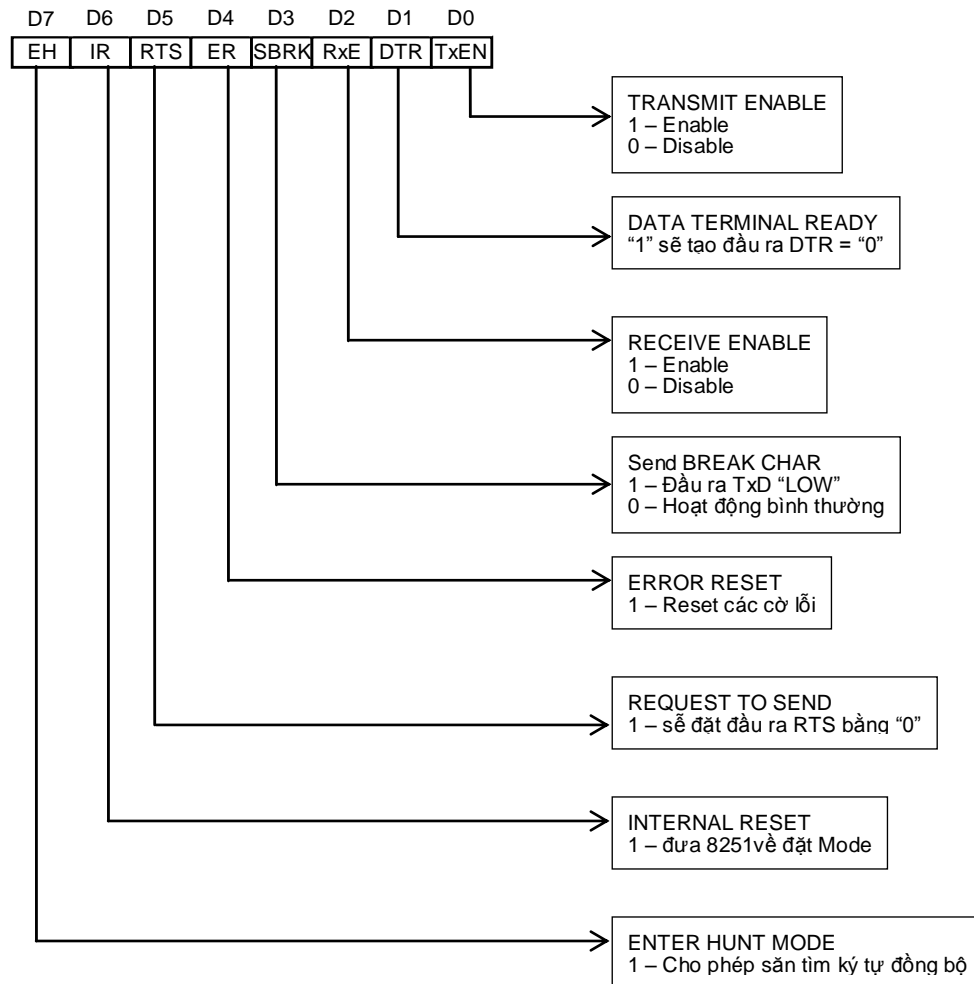 D7 D6 D5 D4 D3 D2 D1 D0
EH IR RTS ER SBRK RxE DTR TxEN
TRANSMIT ENABLE
1 – Enable
0 – Disable
DATA TERMINAL READY
“1” sẽ tạo đầu ra DTR = “0”
RECEIVE ENABLE
1 – Enable
0 – Disable
Send BREAK CHAR
1 – Đầu ra TxD “LOW”
0 – Hoạt động bình thường
ERROR RESET
1 – Reset các cờ lỗi
REQUEST TO SEND
1 – sẽ đặt đầu ra RTS bằng “0”
INTERNAL RESET
1 – đưa 8251về đặt Mode
ENTER HUNT MODE
1 – Cho phép săn tìm ký tự đồng bộ